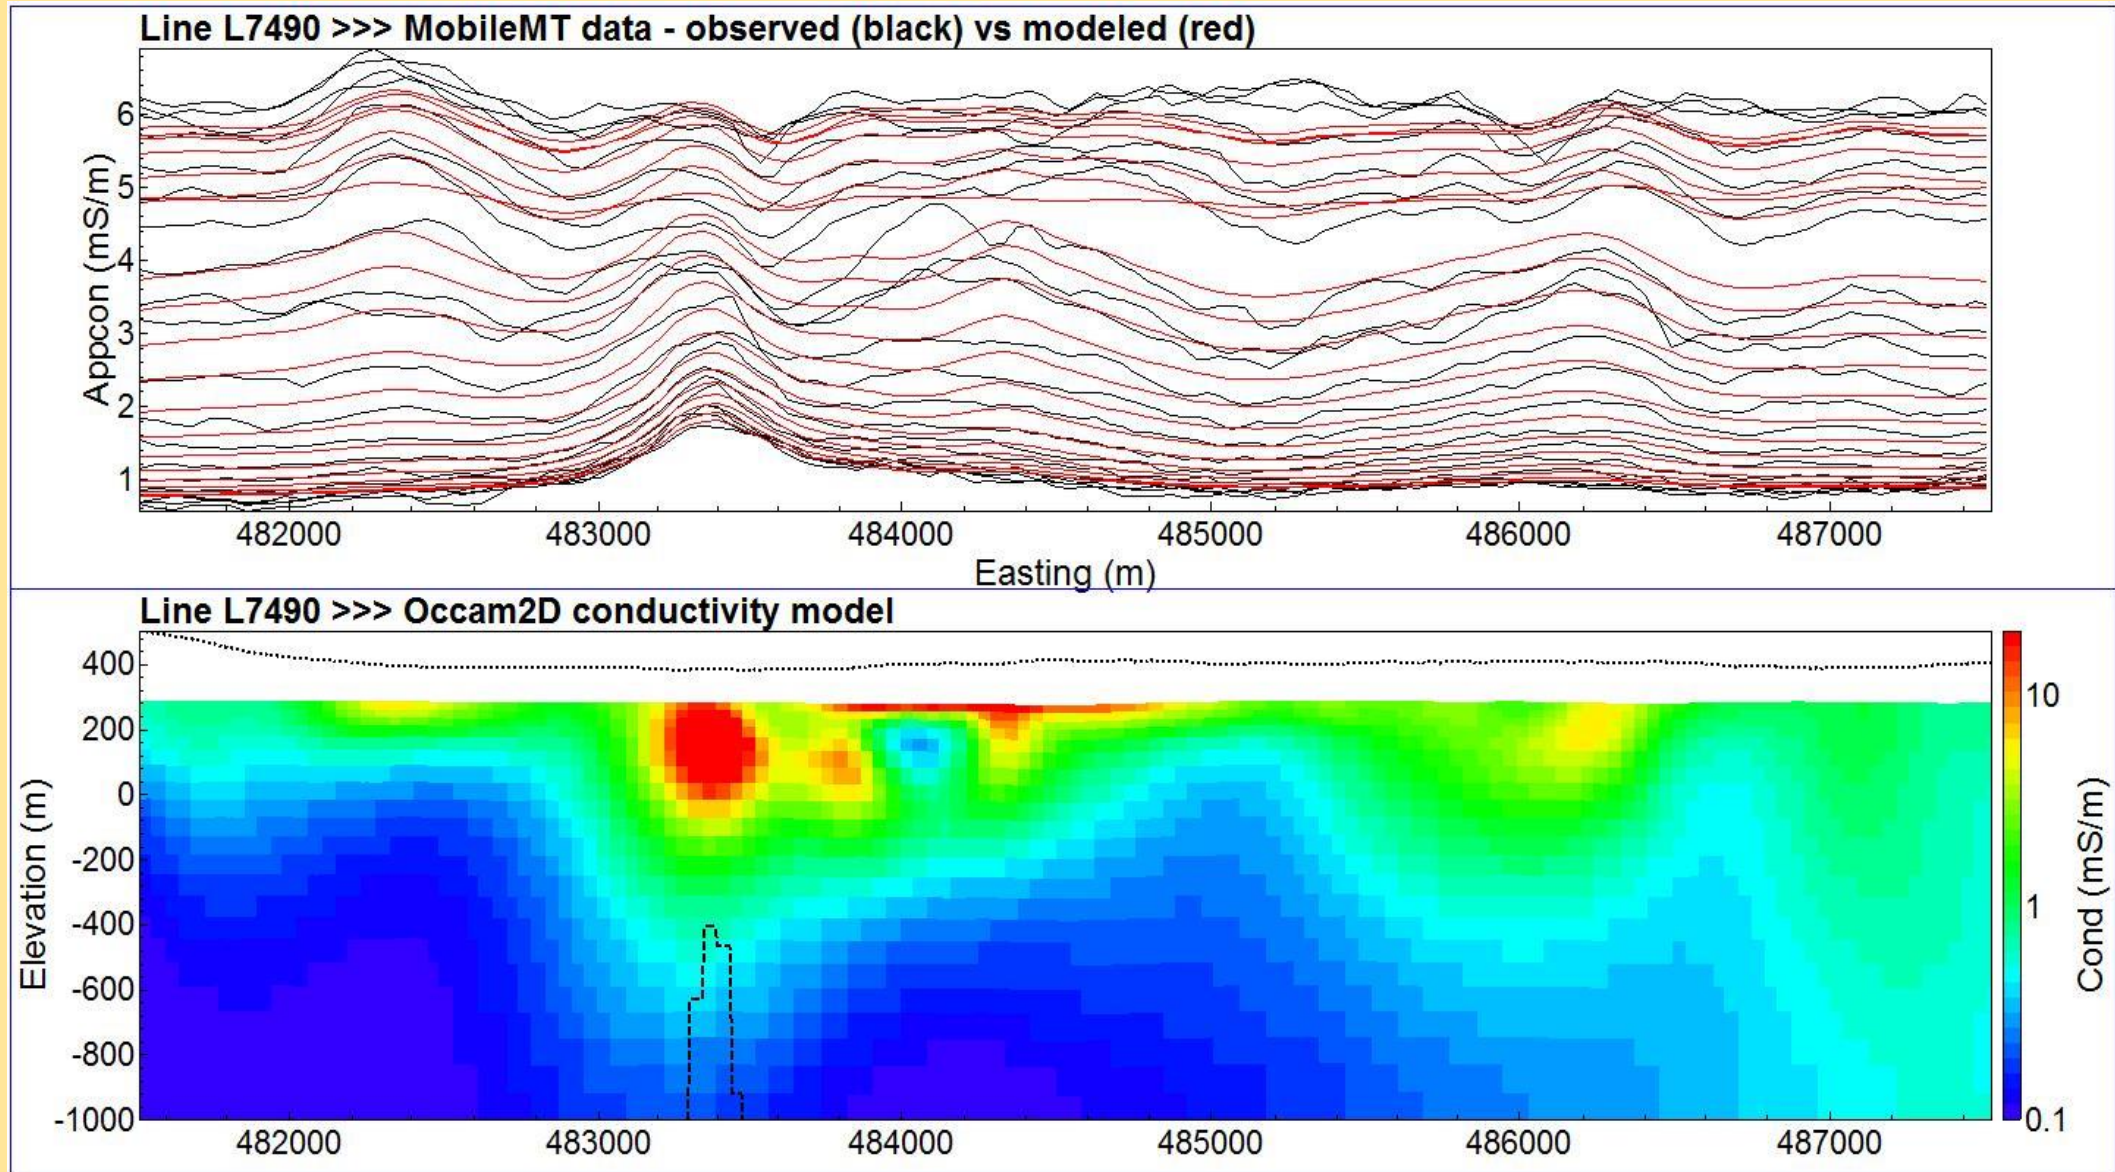 Line L7490 >>> MobileMT data - observed (black) vs modeled (red)
Appcon (mS/m)
6
5
4
3
2
1
482000 483000 484000 485000 486000 487000
Easting (m)
Line L7490 >>> Occam2D conductivity model
Elevation (m)
400
200
0
-200
-400
-600
-800
-1000
482000 483000 484000 485000 486000 487000
10
1
0.1
Cond (mS/m)